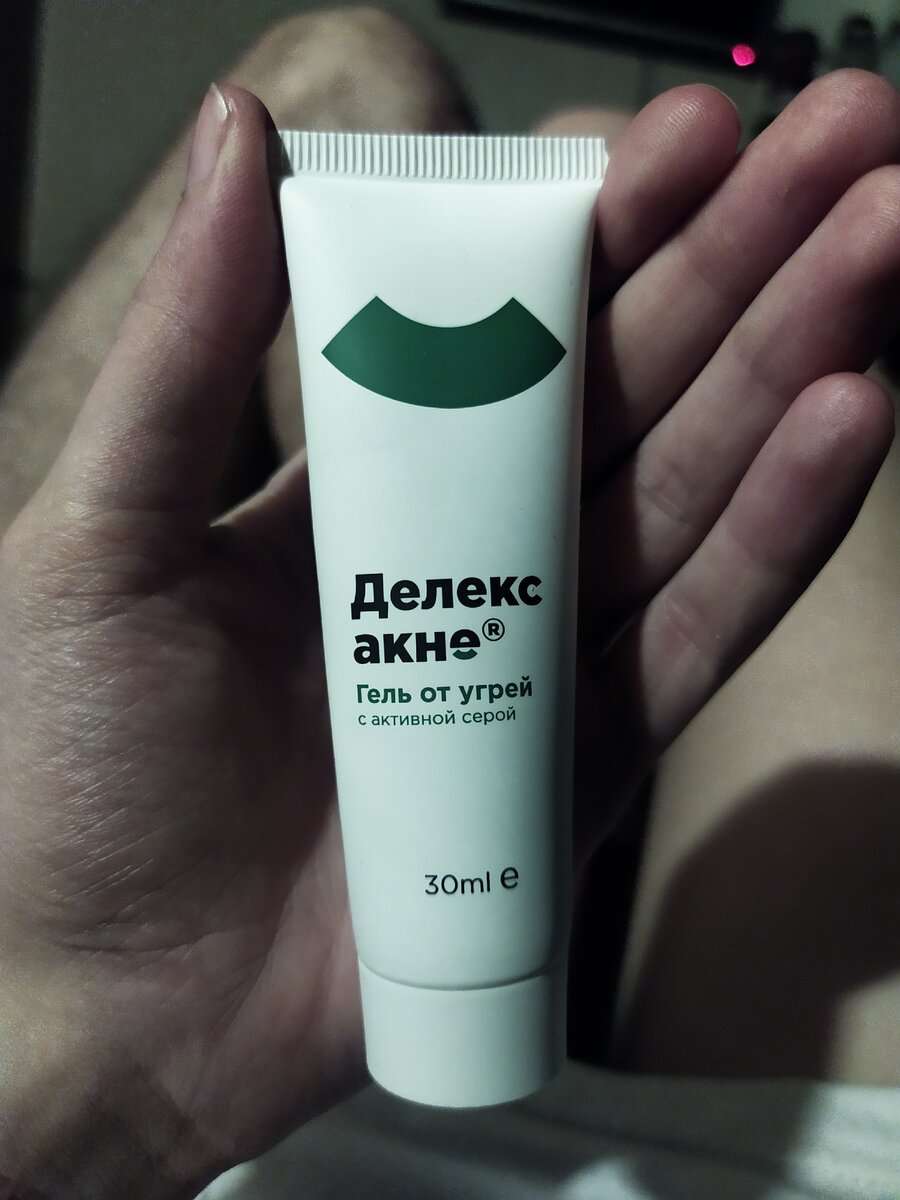 Делекс
акне®
Гель от угрей
с активной серой
30ml ℮